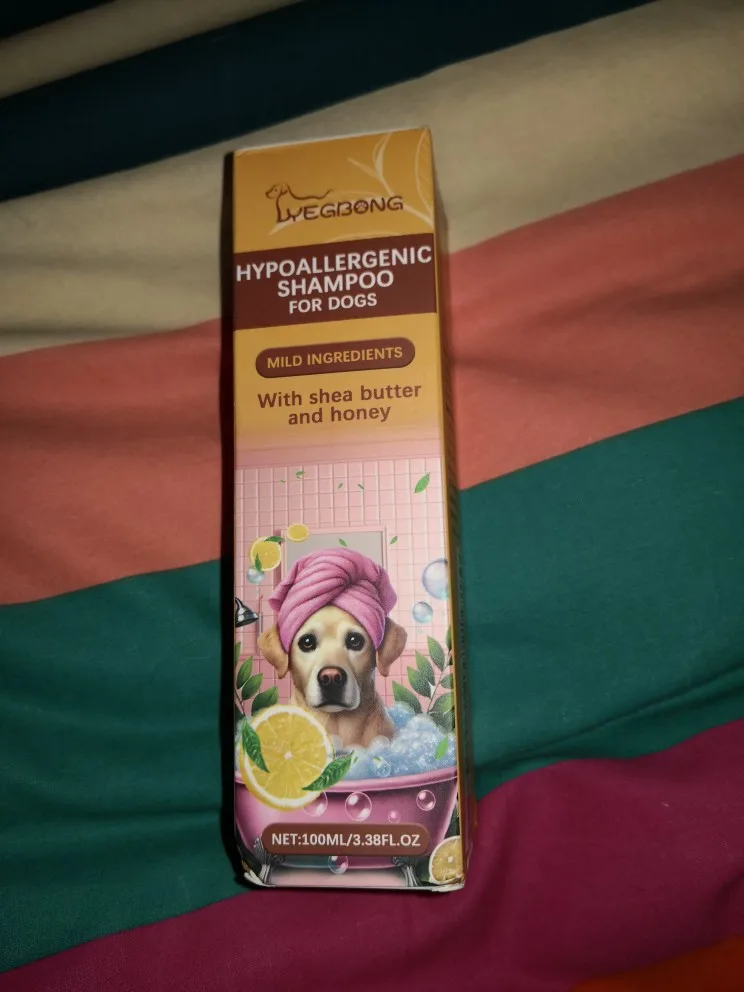 YEGBONG
HYPOALLERGENIC
SHAMPOO
FOR DOGS
MILD INGREDIENTS
With shea butter
and honey
NET:100ML/3.38FL.OZ